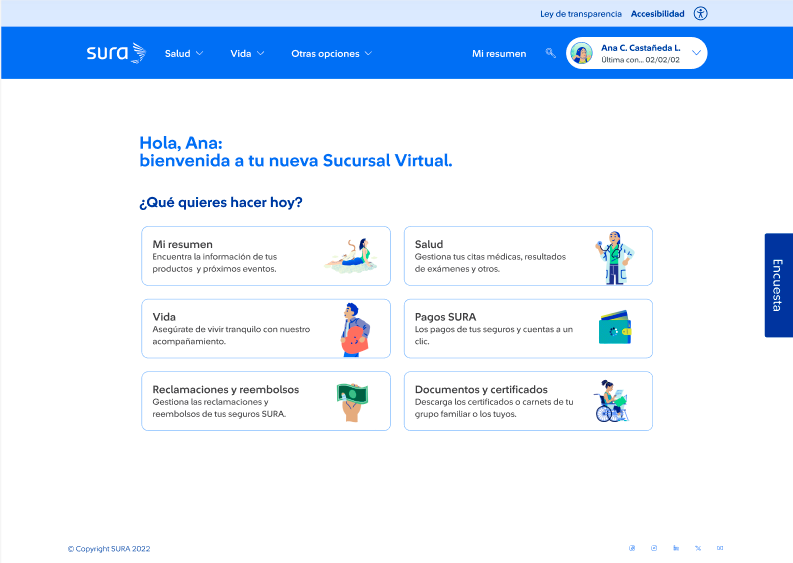 Ley de transparencia Accesibilidad
sura Salud Vida Otras opciones Mi resumen
Ana C. Castañeda L.
Última con... 02/02/02
Hola, Ana:
bienvenida a tu nueva Sucursal Virtual.
¿Qué quieres hacer hoy?
Mi resumen
Encuentra la información de tus
productos y próximos eventos.
Salud
Gestiona tus citas médicas, resultados
de exámenes y otros.
Vida
Asegúrate de vivir tranquilo con nuestro
acompañamiento.
Pagos SURA
Los pagos de tus seguros y cuentas a un
clic.
Reclamaciones y reembolsos
Gestiona las reclamaciones y
reembolsos de tus seguros SURA.
Documentos y certificados
Descarga los certificados o carnets de tu
grupo familiar o los tuyos.
Encuesta
© Copyright SURA 2022